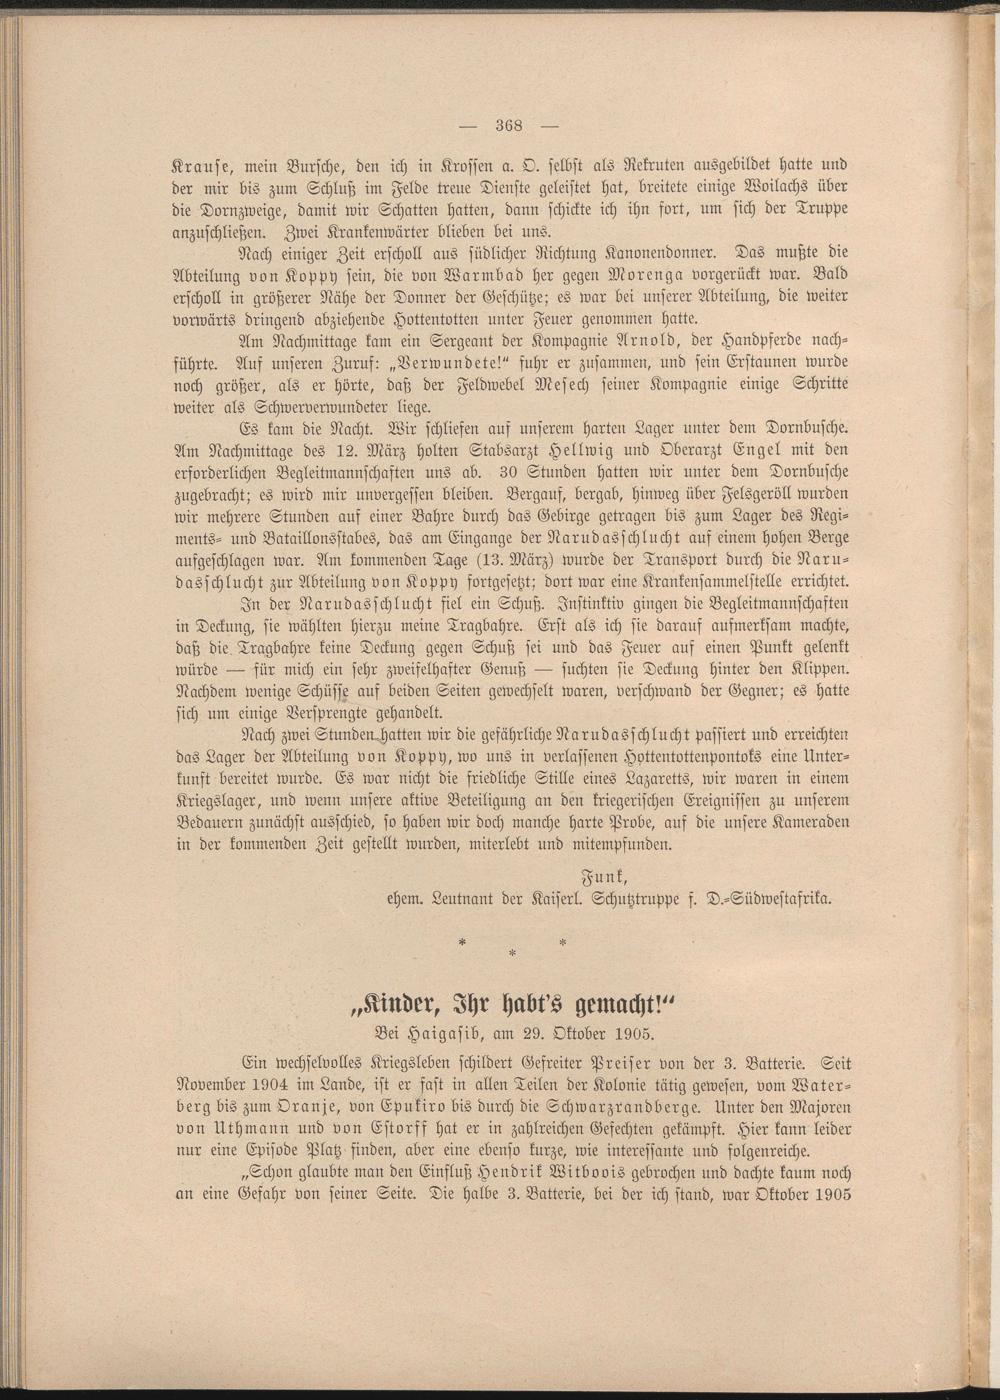 — 368 —
Krause, mein Bursche, den ich in Krossen a. O. selbst als Rekruten ausgebildet hatte und
der mir bis zum Schluß im Felde treue Dienste geleistet hat, breitete einige Woilachs über
die Dornzweige, damit wir Schatten hatten, dann schickte ich ihn fort, um sich der Truppe
anzuschließen. Zwei Krankenwärter blieben bei uns.
Nach einiger Zeit erscholl aus südlicher Richtung Kanonendonner. Das mußte die
Abteilung von Koppy sein, die von Warmbad her gegen Morenga vorgerückt war. Bald
erscholl in größerer Nähe der Donner der Geschütze; es war bei unserer Abteilung, die weiter
vorwärts dringend abziehende Hottentotten unter Feuer genommen hatte.
Am Nachmittage kam ein Sergeant der Kompagnie Arnold, der Handpferde nach-
führte. Auf unseren Zuruf: „Verwundete!“ fuhr er zusammen, und sein Erstaunen wurde
noch größer, als er hörte, daß der Feldwebel Mesech seiner Kompagnie einige Schritte
weiter als Schwerverwundeter liege.
Es kam die Nacht. Wir schliefen auf unserem harten Lager unter dem Dornbusche.
Am Nachmittage des 12. März holten Stabsarzt Hellwig und Oberarzt Engel mit den
erforderlichen Begleitmannschaften uns ab. 30 Stunden hatten wir unter dem Dornbusche
zugebracht; es wird mir unvergessen bleiben. Bergauf, bergab, hinweg über Felsgeröll wurden
wir mehrere Stunden auf einer Bahre durch das Gebirge getragen bis zum Lager des Regi-
ments- und Bataillonsstabes, das am Eingange der Narudasschlucht auf einem hohen Berge
aufgeschlagen war. Am kommenden Tage (13. März) wurde der Transport durch die Naru-
dasschlucht zur Abteilung von Koppy fortgesetzt; dort war eine Krankensammelstelle errichtet.
In der Narudasschlucht fiel ein Schuß. Instinktiv gingen die Begleitmannschaften
in Deckung, sie wählten hierzu meine Tragbahre. Erst als ich sie darauf aufmerksam machte,
daß die Tragbahre keine Deckung gegen Schuß sei und das Feuer auf einen Punkt gelenkt
würde — für mich ein sehr zweifelhafter Genuß — suchten sie Deckung hinter den Klippen.
Nachdem wenige Schüsse auf beiden Seiten gewechselt waren, verschwand der Gegner; es hatte
sich um einige Versprengte gehandelt.
Nach zwei Stunden hatten wir die gefährliche Narudasschlucht passiert und erreichten
das Lager der Abteilung von Koppy, wo uns in verlassenen Hottentottenpontoks eine Unter-
kunft bereitet wurde. Es war nicht die friedliche Stille eines Lazaretts, wir waren in einem
Kriegslager, und wenn unsere aktive Beteiligung an den kriegerischen Ereignissen zu unserem
Bedauern zunächst ausschied, so haben wir doch manche harte Probe, auf die unsere Kameraden
in der kommenden Zeit gestellt wurden, miterlebt und mitempfunden.
Funk,
ehem. Leutnant der Kaiserl. Schutztruppe f. D.-Südwestafrika.
* * *
„Kinder, Ihr habt's gemacht!“
Bei Haigasib, am 29. Oktober 1905.
Ein wechselvolles Kriegsleben schildert Gefreiter Preiser von der 3. Batterie. Seit
November 1904 im Lande, ist er fast in allen Teilen der Kolonie tätig gewesen, vom Water-
berg bis zum Oranje, von Epukiro bis durch die Schwarzrandberge. Unter den Majoren
von Uthmann und von Estorff hat er in zahlreichen Gefechten gekämpft. Hier kann leider
nur eine Episode Platz finden, aber eine ebenso kurze, wie interessante und folgenreiche.
„Schon glaubte man den Einfluß Hendrik Witboois gebrochen und dachte kaum noch
an eine Gefahr von seiner Seite. Die halbe 3. Batterie, bei der ich stand, war Oktober 1905